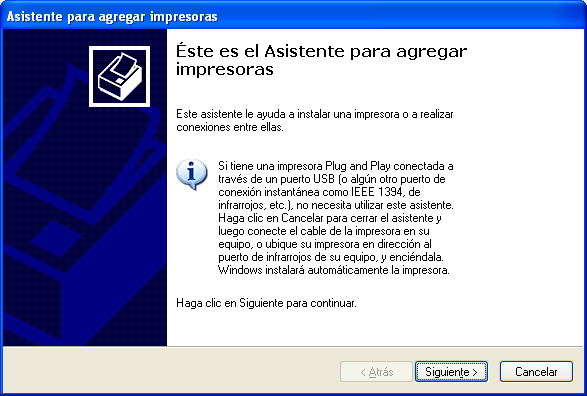 Asistente para agregar impresoras
Éste es el Asistente para agregar
impresoras
Este asistente le ayuda a instalar una impresora o a realizar
conexiones entre ellas.
Si tiene una impresora Plug and Play conectada a
través de un puerto USB (o algún otro puerto de
conexión instantánea como IEEE 1394, de
infrarrojos, etc.), no necesita utilizar este asistente.
Haga clic en Cancelar para cerrar el asistente y
luego conecte el cable de la impresora en su
equipo, o ubique su impresora en dirección al
puerto de infrarrojos de su equipo, y enciéndala.
Windows instalará automáticamente la impresora.
Haga clic en Siguiente para continuar.
< Atrás Siguiente > Cancelar